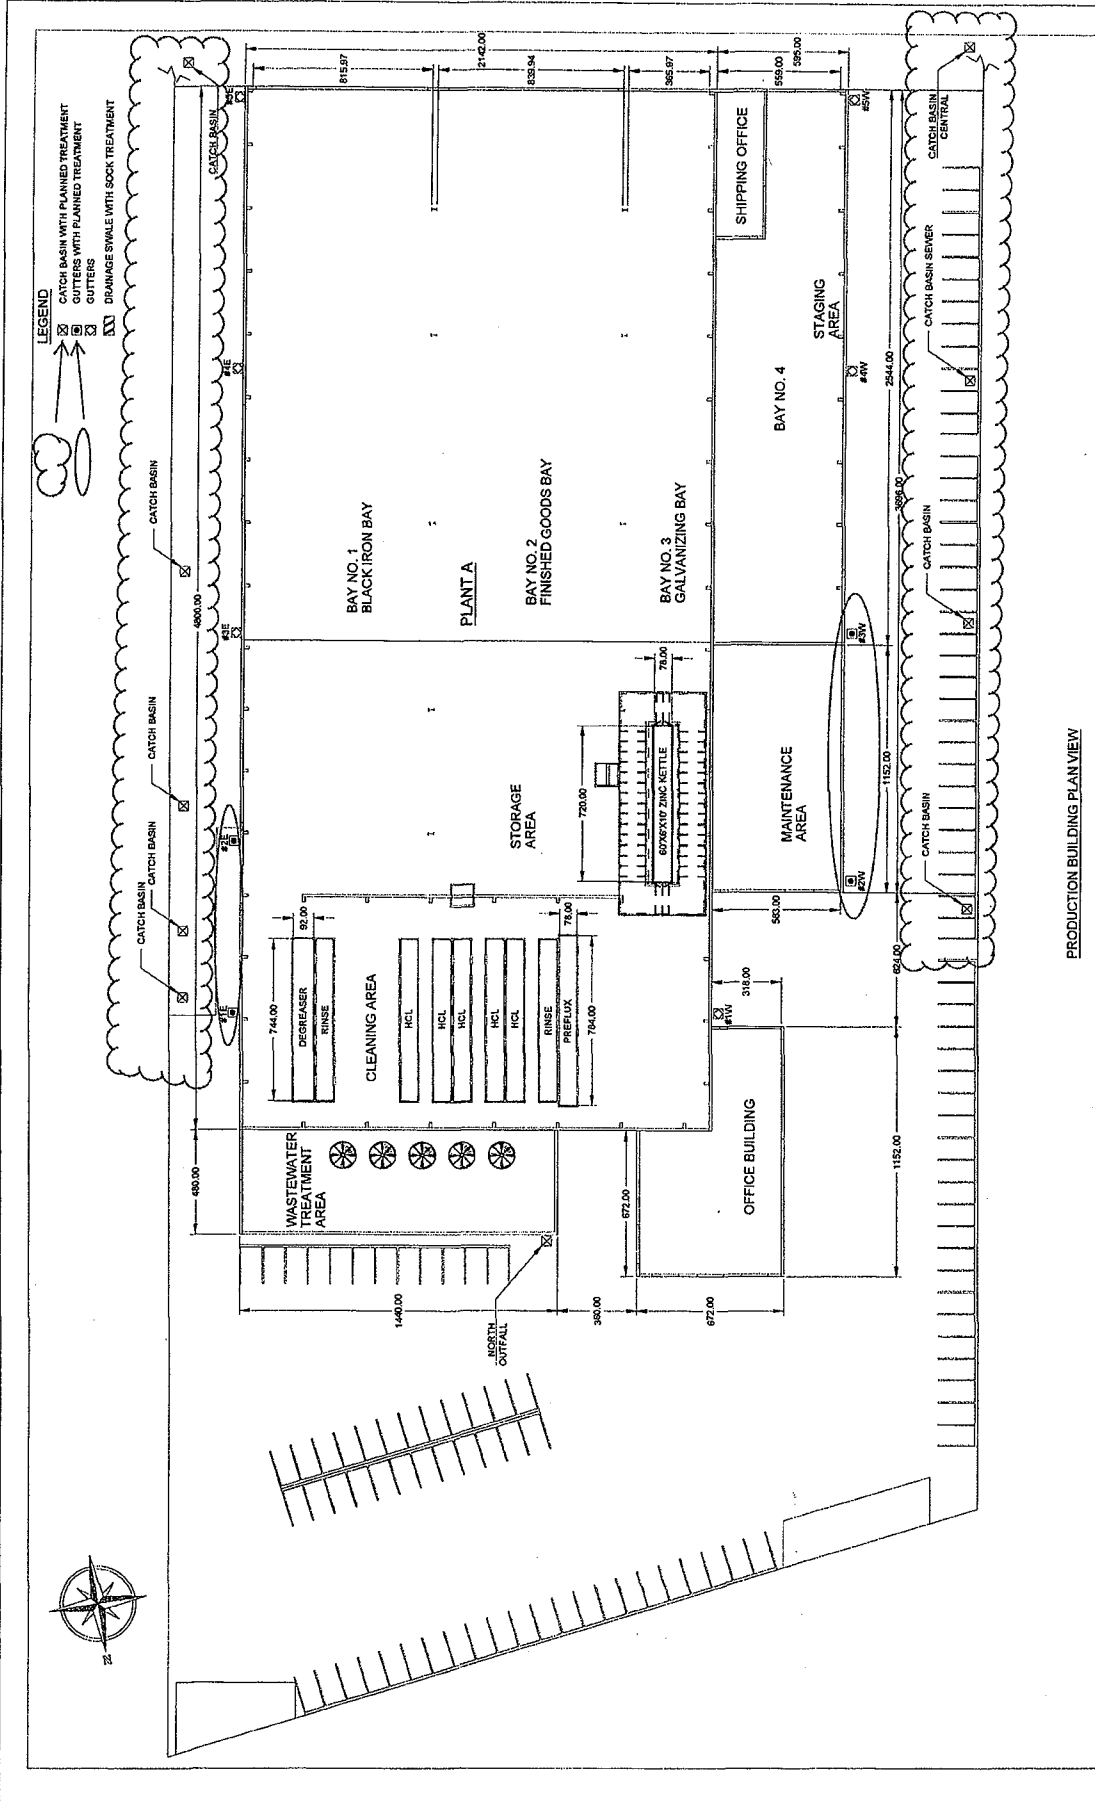 LEGEND
CATCH BASIN WITH PLANNED TREATMENT
GUTTERS WITH PLANNED TREATMENT
GUTTERS
DRAINAGE SWALE WITH SOCK TREATMENT
N
CATCH BASIN
CATCH BASIN
CATCH BASIN
CATCH BASIN
CATCH BASIN
480.00
4800.00
#1E
#2E
#3E
#4E
#5E
WASTEWATER
TREATMENT
AREA
744.00
92.00
DEGREASER
RINSE
CLEANING AREA
HCL
HCL
HCL
HCL
HCL
RINSE
PREFLUX
78.00
784.00
STORAGE
AREA
720.00
60'X6'X10' ZINC KETTLE
78.00
BAY NO. 1
BLACK IRON BAY
PLANT A
BAY NO. 2
FINISHED GOODS BAY
BAY NO. 3
GALVANIZING BAY
815.97
839.94
365.97
2142.00
559.00
595.00
1440.00
360.00
672.00
NORTH
OUTFALL
672.00
OFFICE BUILDING
318.00
#1W
583.00
MAINTENANCE
AREA
BAY NO. 4
SHIPPING OFFICE
STAGING
AREA
#2W
#3W
#4W
#5W
1152.00
624.00
1152.00
2544.00
3696.00
CATCH BASIN
CATCH BASIN
CATCH BASIN SEWER
CATCH BASIN
CENTRAL
PRODUCTION BUILDING PLAN VIEW